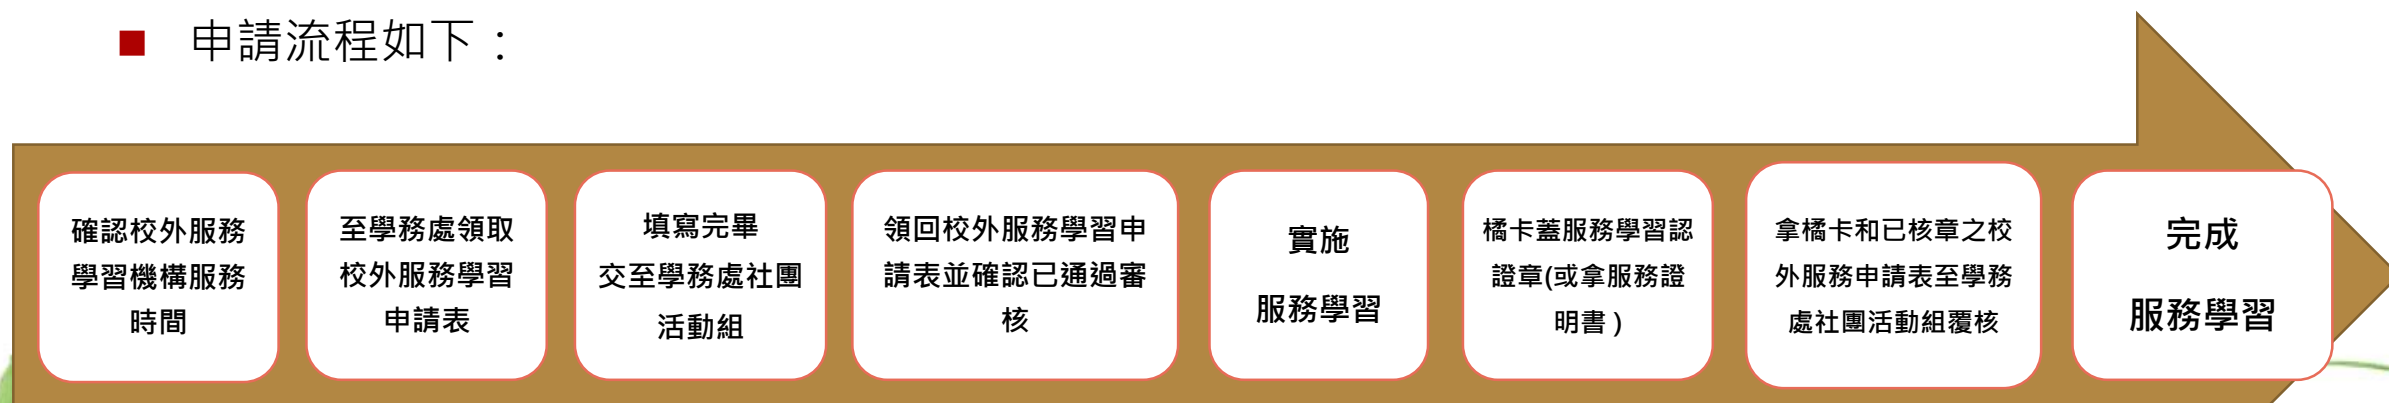 申請流程如下：
確認校外服務
學習機構服務
時間
至學務處領取
校外服務學習
申請表
填寫完畢
交至學務處社團
活動組
領回校外服務學習申
請表並確認已通過審
核
實施
服務學習
橘卡蓋服務學習認
證章(或拿服務證
明書)
拿橘卡和已核章之校
外服務申請表至學務
處社團活動組覆核
完成
服務學習